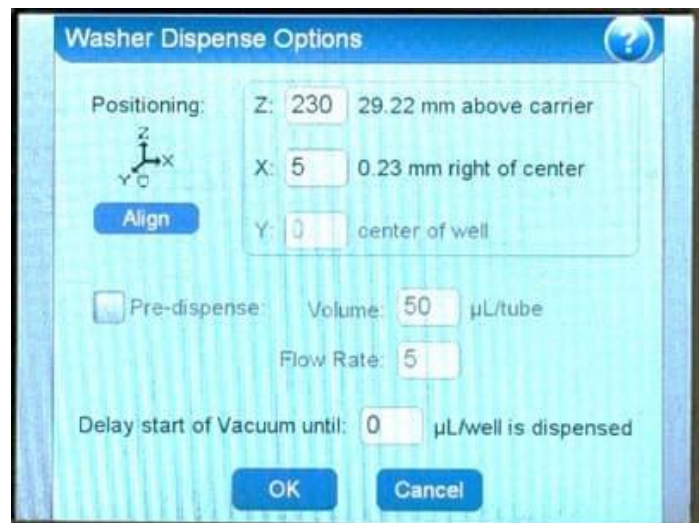 Washer Dispense Options ?
Positioning: Z: 230 29.22 mm above carrier
Z
X
Y
X: 5 0.23 mm right of center
Align
Y: 0 center of well
Pre-dispense: Volume: 50 µL/tube
Flow Rate: 5
Delay start of Vacuum until: 0 µL/well is dispensed
OK Cancel